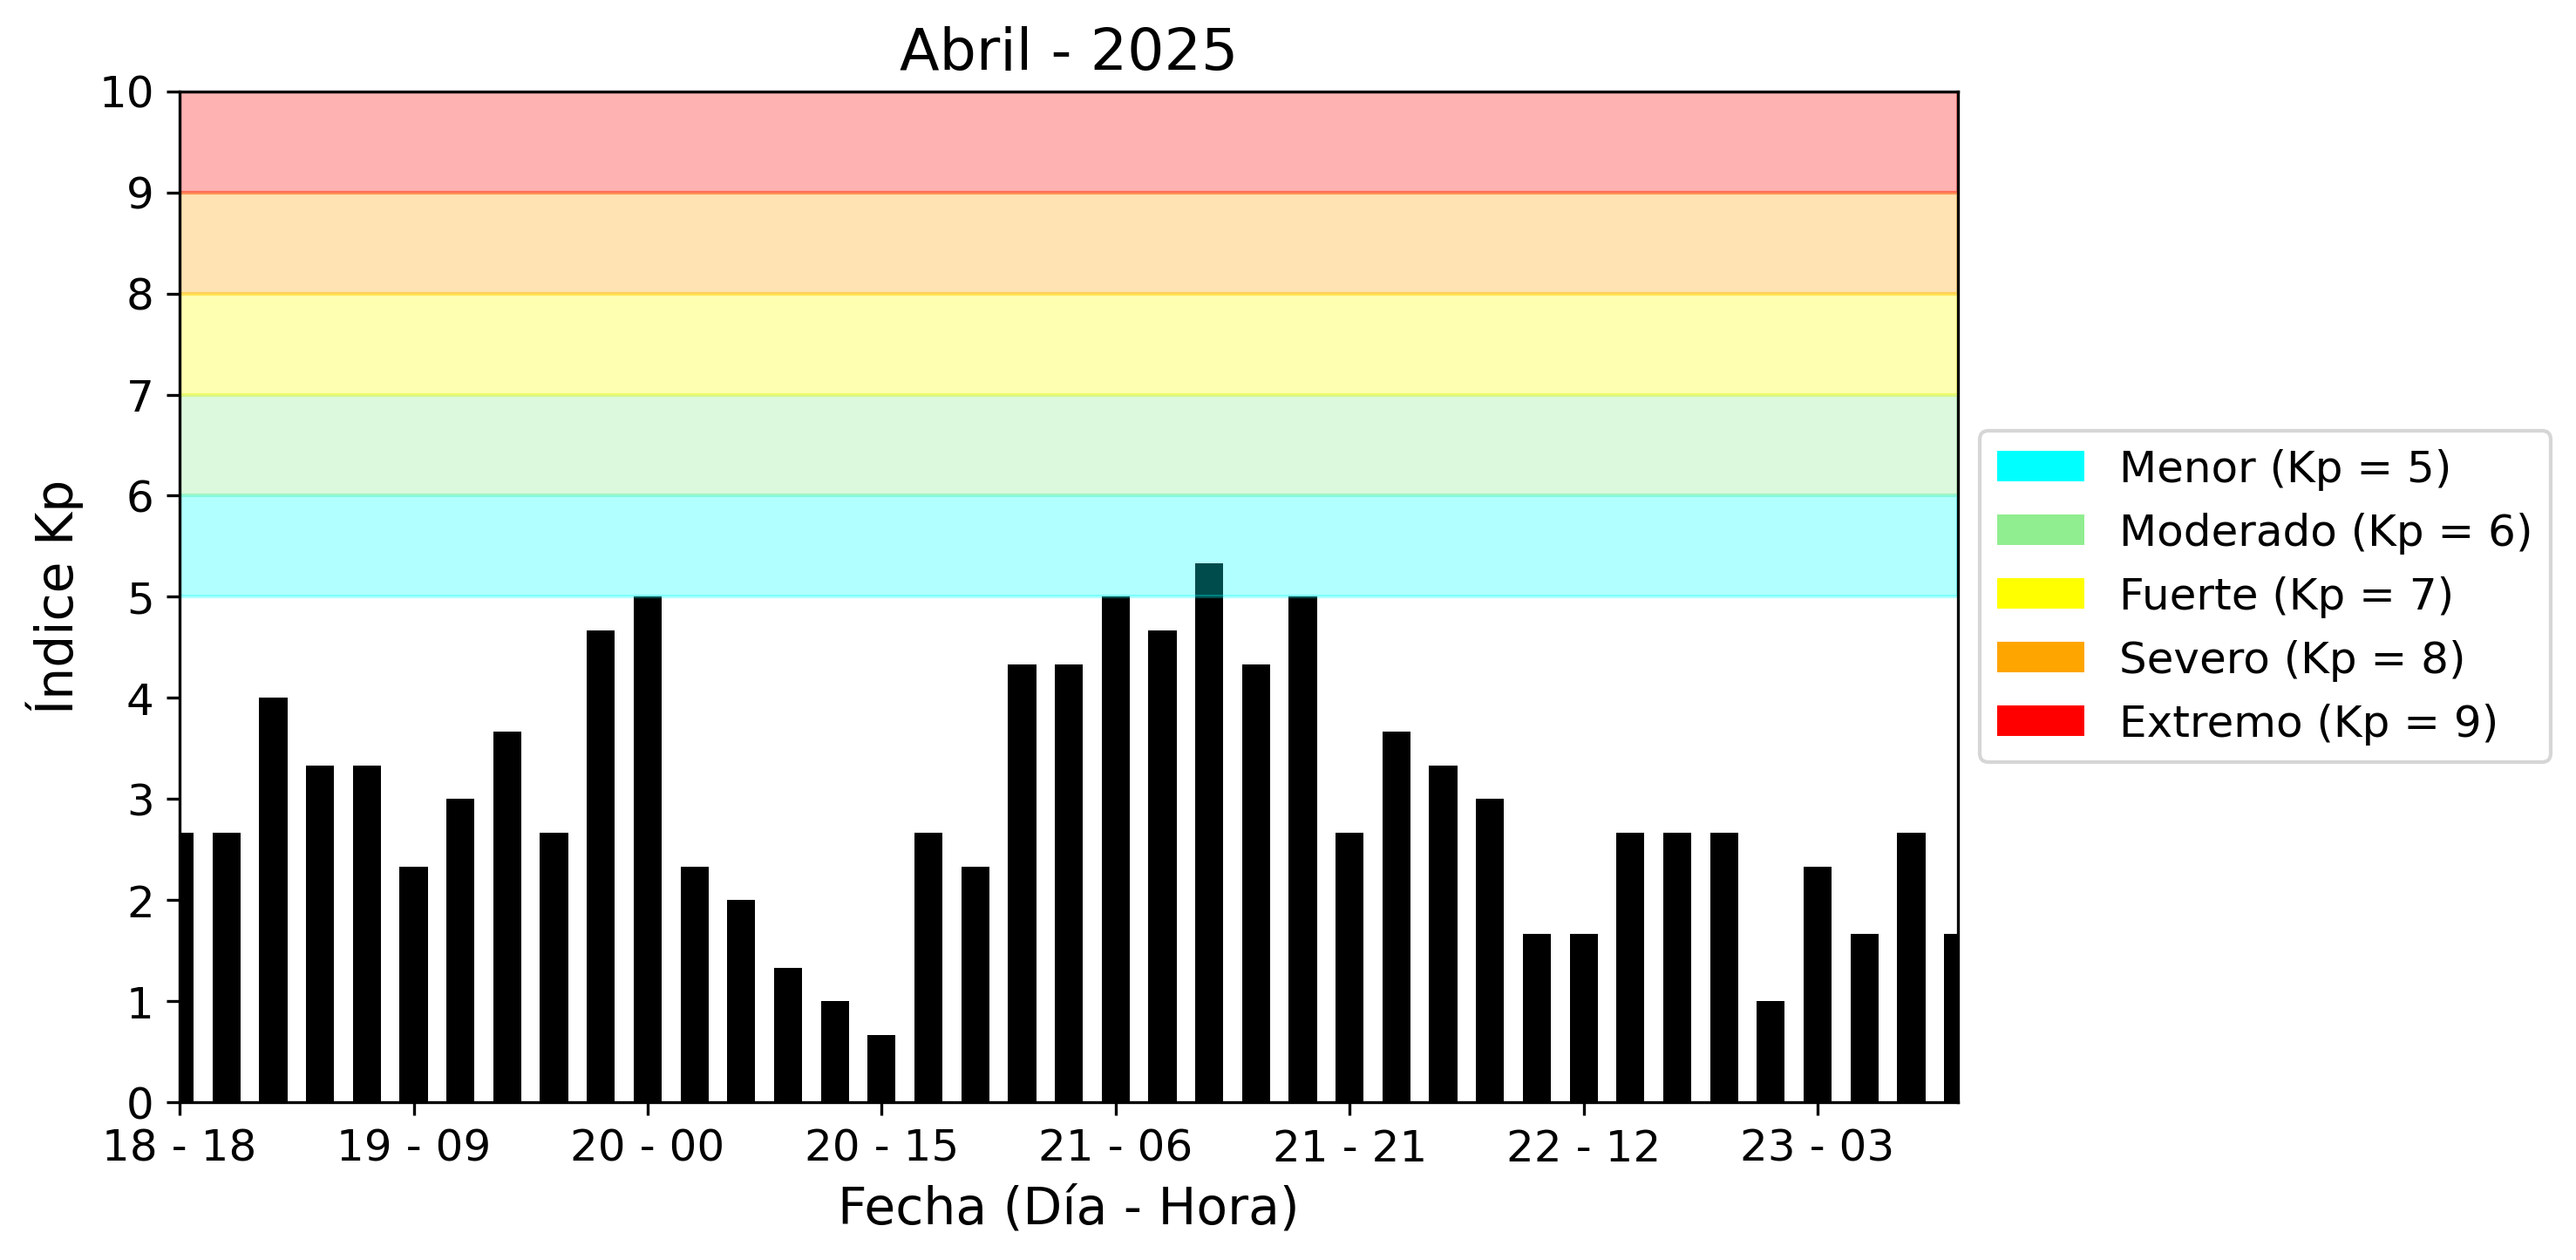 Abril - 2025
10
9
8
7
6
5
4
3
2
1
0
Índice Kp
18 - 18
19 - 09
20 - 00
20 - 15
21 - 06
21 - 21
22 - 12
23 - 03
Fecha (Día - Hora)
Menor (Kp = 5)
Moderado (Kp = 6)
Fuerte (Kp = 7)
Severo (Kp = 8)
Extremo (Kp = 9)